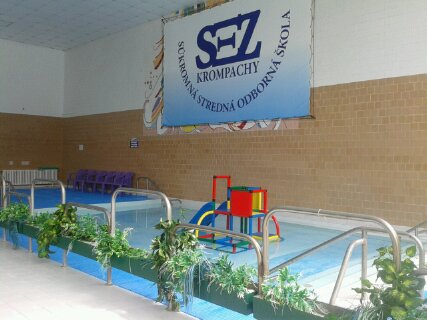 SEZ
KROMPACHY
SÚKROMNÁ STREDNÁ ODBORNÁ ŠKOLA